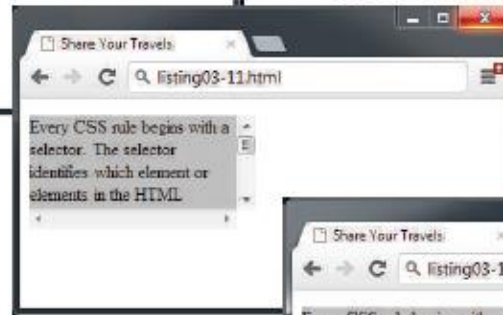 Share Your Travels
listing03-11.html
Every CSS rule begins with a
selector. The selector
identifies which element or
elements in the HTML
Share Your Travels
listing03-1